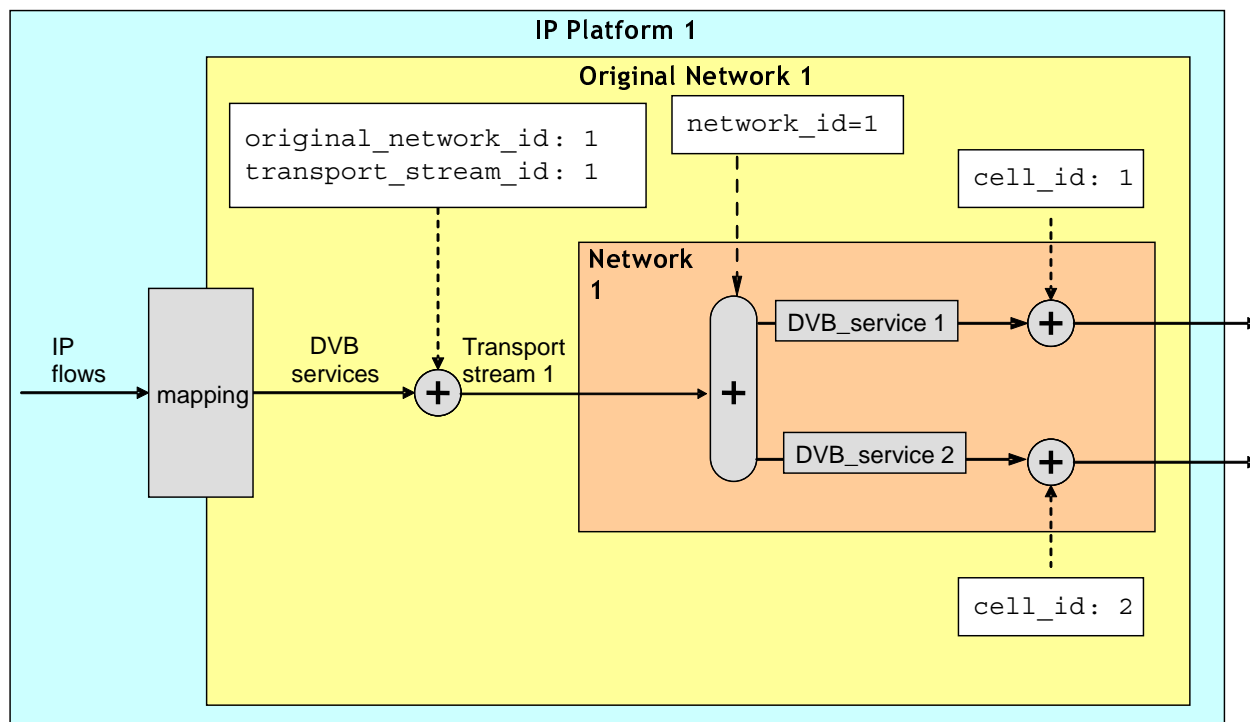 IP Platform 1
Original Network 1
original_network_id: 1
transport_stream_id: 1
network_id=1
cell_id: 1
Network
1
DVB_service 1
IP
flows
mapping
DVB
services
Transport
stream 1
DVB_service 2
cell_id: 2